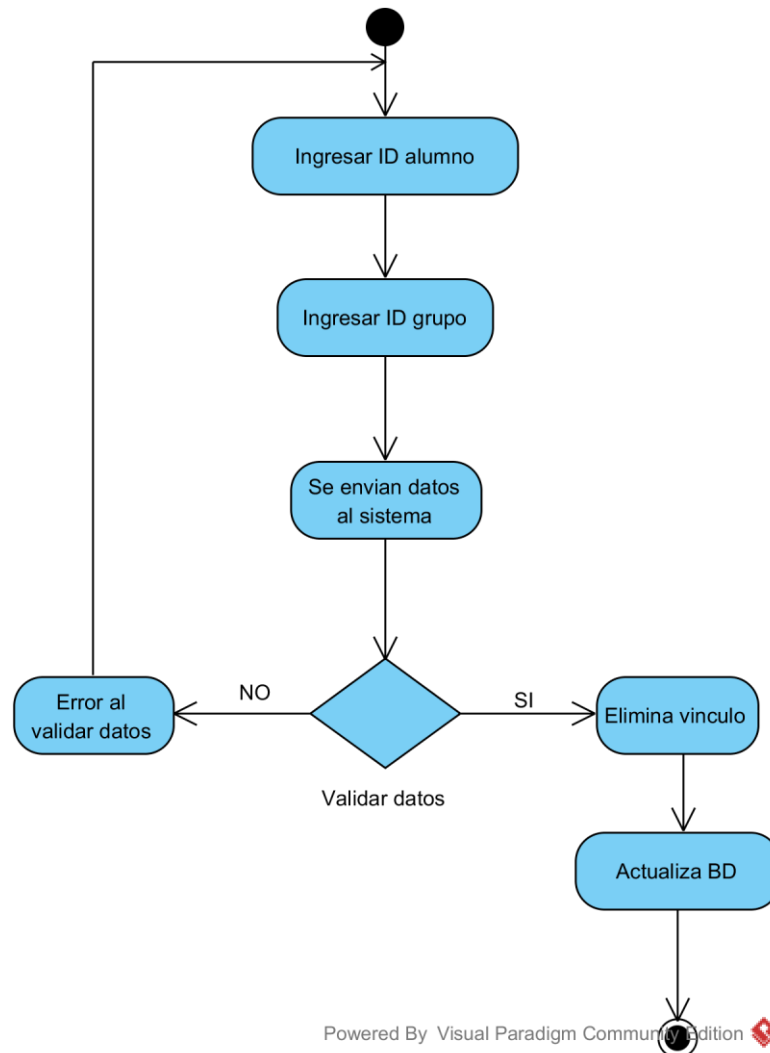 Ingresar ID alumno
Ingresar ID grupo
Se envian datos
al sistema
Error al
validar datos
NO
SI
Elimina vinculo
Validar datos
Actualiza BD
Powered By Visual Paradigm Community Edition